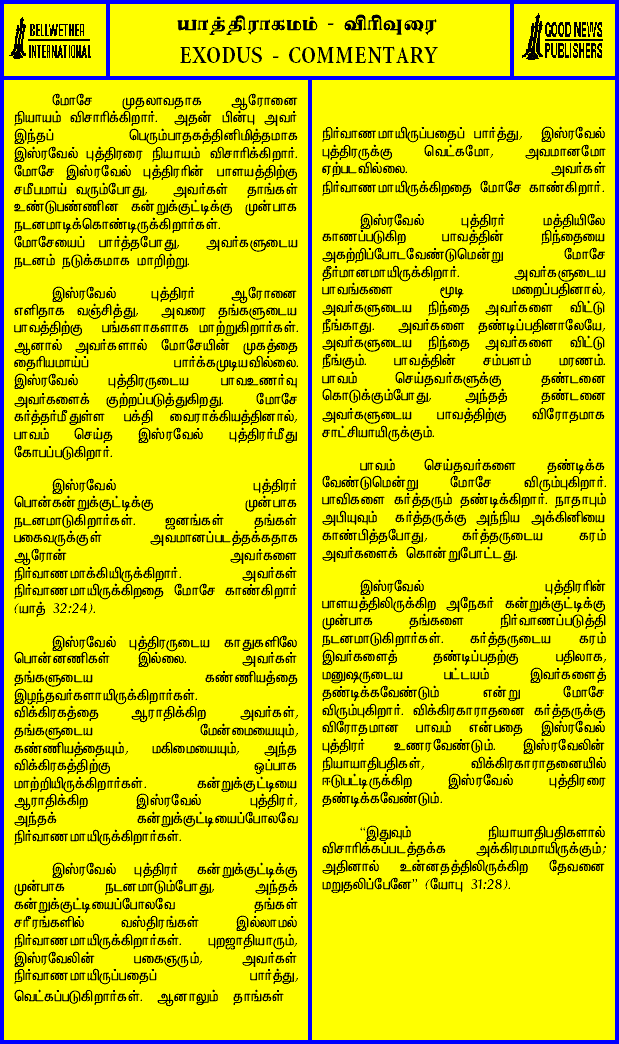 BELLWETHER
INTERNATIONAL
யாத்திராகமம் - விரிவுரை
EXODUS - COMMENTARY
GOOD NEWS
PUBLISHERS
மோசே முதலாவதாக ஆரோனை
நியாயம் விசாரிக்கிறார். அதன் பின்பு அவர்
இந்தப் பெரும்பாதகத்தினிமித்தமாக
இஸ்ரவேல் புத்திரரை நியாயம் விசாரிக்கிறார்.
மோசே இஸ்ரவேல் புத்திரரின் பாளயத்திற்கு
சமீபமாய் வரும்போது, அவர்கள் தாங்கள்
உண்டுபண்ணின கன்றுக்குட்டிக்கு முன்பாக
நடனமாடிக்கொண்டிருக்கிறார்கள்.
மோசேயைப் பார்த்தபோது, அவர்களுடைய
நடனம் நடுக்கமாக மாறிற்று.
இஸ்ரவேல் புத்திரர் ஆரோனை
எளிதாக வஞ்சித்து, அவரை தங்களுடைய
பாவத்திற்கு பங்காளாகளாக மாற்றுகிறார்கள்.
ஆனால் அவர்களால் மோசேயின் முகத்தை
தைரியமாய்ப் பார்க்கமுடியவில்லை.
இஸ்ரவேல் புத்திரருடைய பாவஉணர்வு
அவர்களைக் குற்றப்படுத்துகிறது. மோசே
கர்த்தர்மீதுள்ள பக்தி வைராக்கியத்தினால்,
பாவம் செய்த இஸ்ரவேல் புத்திரர்மீது
கோபப்படுகிறார்.
இஸ்ரவேல் புத்திரர்
பொன்கன்றுக்குட்டிக்கு முன்பாக
நடனமாடுகிறார்கள். ஜனங்கள் தங்கள்
பகைவருக்குள் அவமானப்படத்தக்கதாக
ஆரோன் அவர்களை
நிர்வாணமாக்கியிருக்கிறார். அவர்கள்
நிர்வாணமாயிருக்கிறதை மோசே காண்கிறார்
(யாத் 32:24).
இஸ்ரவேல் புத்திரருடைய காதுகளிலே
பொன்னணிகள் இல்லை. அவர்கள்
தங்களுடைய கண்ணியத்தை
இழந்தவர்களாயிருக்கிறார்கள்.
விக்கிரகத்தை ஆராதிக்கிற அவர்கள்,
தங்களுடைய மேன்மையையும்,
கண்ணியத்தையும், மகிமையையும், அந்த
விக்கிரகத்திற்கு ஒப்பாக
மாற்றியிருக்கிறார்கள். கன்றுக்குட்டியை
ஆராதிக்கிற இஸ்ரவேல் புத்திரர்,
அந்தக் கன்றுக்குட்டியைப்போலவே
நிர்வாணமாயிருக்கிறார்கள்.
இஸ்ரவேல் புத்திரர் கன்றுக்குட்டிக்கு
முன்பாக நடனமாடும்போது, அந்தக்
கன்றுக்குட்டியைப்போலவே தங்கள்
சரீரங்களில் வஸ்திரங்கள் இல்லாமல்
நிர்வாணமாயிருக்கிறார்கள். புறஜாதியாரும்,
இஸ்ரவேலின் பகைஞரும், அவர்கள்
நிர்வாணமாயிருப்பதைப் பார்த்து,
வெட்கப்படுகிறார்கள். ஆனாலும் தாங்கள்
நிர்வாணமாயிருப்பதைப் பார்த்து, இஸ்ரவேல்
புத்திரருக்கு வெட்கமோ, அவமானமோ
ஏற்படவில்லை. அவர்கள்
நிர்வாணமாயிருக்கிறதை மோசே காண்கிறார்.
இஸ்ரவேல் புத்திரர் மத்தியிலே
காணப்படுகிற பாவத்தின் நிந்தையை
அகற்றிப்போடவேண்டுமென்று மோசே
தீர்மானமாயிருக்கிறார். அவர்களுடைய
பாவங்களை மூடி மறைப்பதினால்,
அவர்களுடைய நிந்தை அவர்களை விட்டு
நீங்காது. அவர்களை தண்டிப்பதினாலேயே,
அவர்களுடைய நிந்தை அவர்களை விட்டு
நீங்கும். பாவத்தின் சம்பளம் மரணம்.
பாவம் செய்தவர்களுக்கு தண்டனை
கொடுக்கும்போது, அந்தத் தண்டனை
அவர்களுடைய பாவத்திற்கு விரோதமாக
சாட்சியாயிருக்கும்.
பாவம் செய்தவர்களை தண்டிக்க
வேண்டுமென்று மோசே விரும்புகிறார்.
பாவிகளை கர்த்தரும் தண்டிக்கிறார். நாதாபும்
அபியுவும் கர்த்தருக்கு அந்நிய அக்கினியை
காண்பித்தபோது, கர்த்தருடைய கரம்
அவர்களைக் கொன்றுபோட்டது.
இஸ்ரவேல் புத்திரரின்
பாளயத்திலிருக்கிற அநேகர் கன்றுக்குட்டிக்கு
முன்பாக தங்களை நிர்வாணப்படுத்தி
நடனமாடுகிறார்கள். கர்த்தருடைய கரம்
இவர்களைத் தண்டிப்பதற்கு பதிலாக,
மனுஷருடைய பட்டயம் இவர்களைத்
தண்டிக்கவேண்டும் என்று மோசே
விரும்புகிறார். விக்கிரகாராதனை கர்த்தருக்கு
விரோதமான பாவம் என்பதை இஸ்ரவேல்
புத்திரர் உணரவேண்டும். இஸ்ரவேலின்
நியாயாதிபதிகள், விக்கிரகாராதனையில்
ஈடுபட்டிருக்கிற இஸ்ரவேல் புத்திரரை
தண்டிக்கவேண்டும்.
"இதுவும் நியாயாதிபதிகளால்
விசாரிக்கப்படத்தக்க அக்கிரமமாயிருக்கும்;
அதினால் உன்னதத்திலிருக்கிற தேவனை
மறுதலிப்பேனே" (யோபு 31:28).